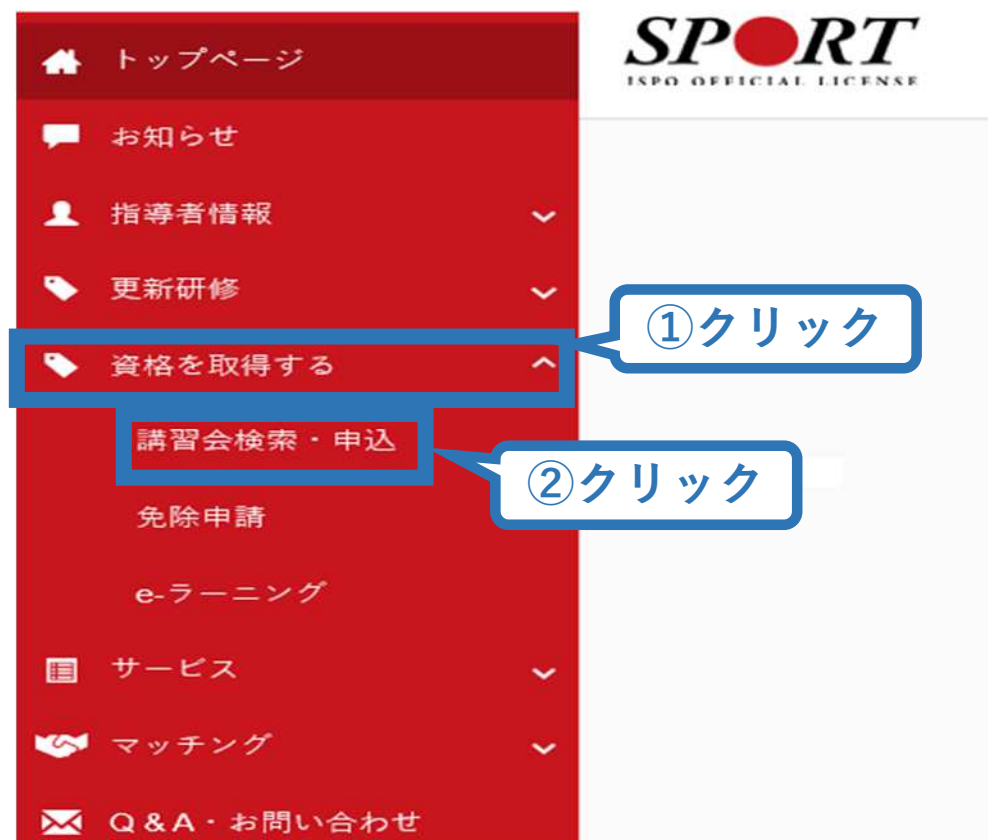 トップページ
SPORT
JSPO OFFICIAL LICENSE
お知らせ
指導者情報
更新研修
①クリック
資格を取得する
講習会検索・申込
②クリック
免除申請
e-ラーニング
サービス
マッチング
Q&A・お問い合わせ